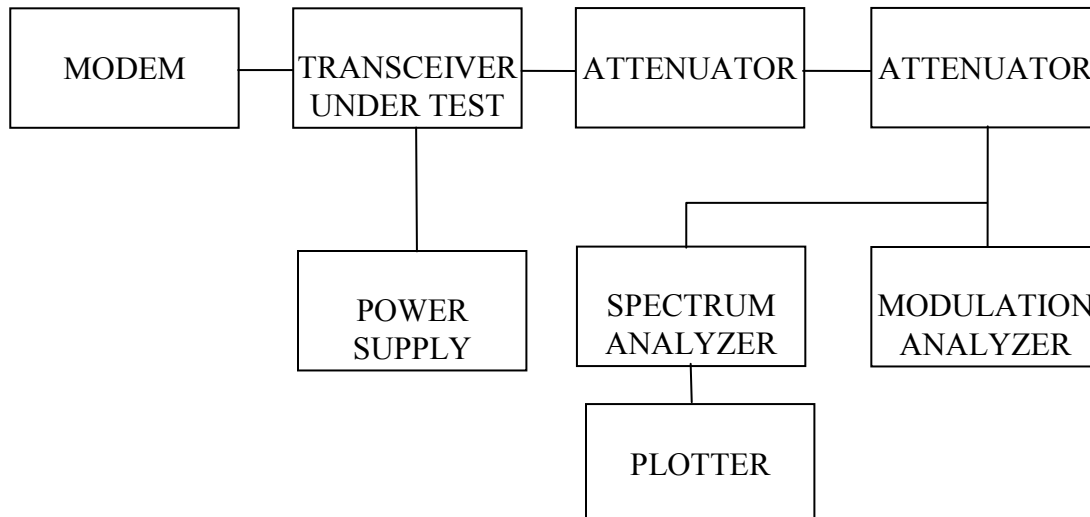 MODEM
TRANSCEIVER
UNDER TEST
ATTENUATOR
ATTENUATOR
POWER
SUPPLY
SPECTRUM
ANALYZER
MODULATION
ANALYZER
PLOTTER